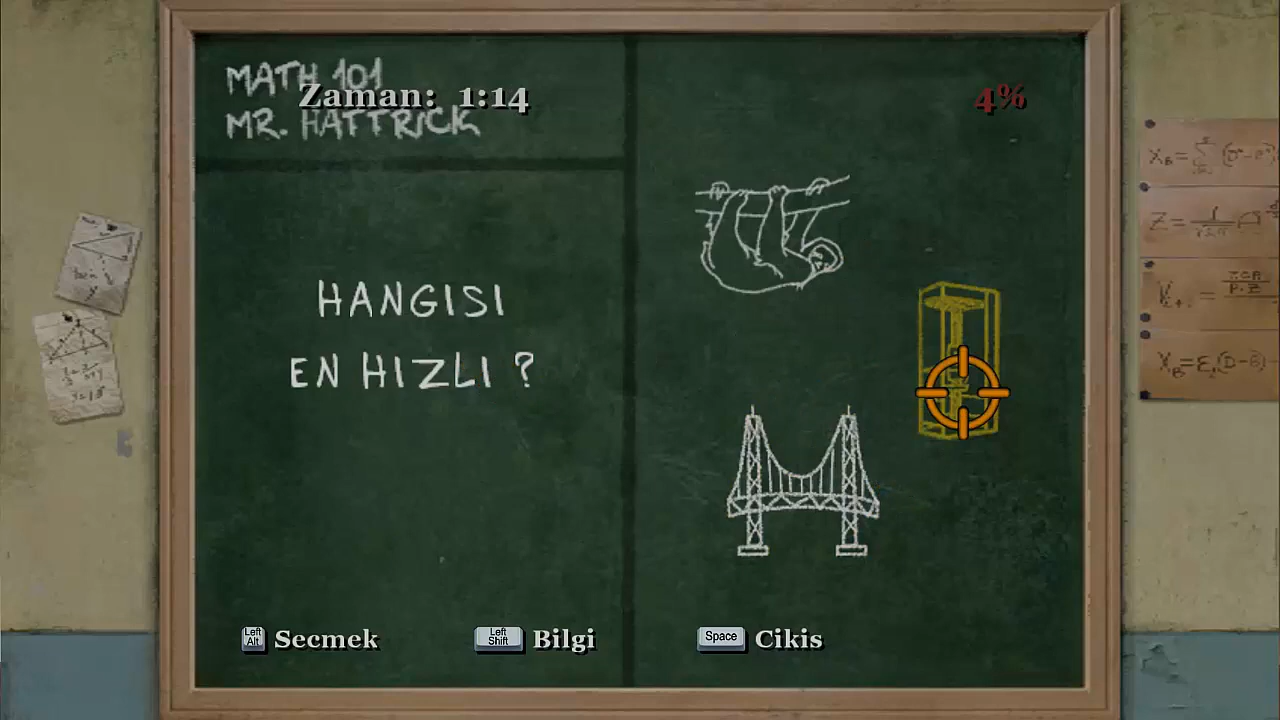 MATH 101
Zaman: 1:14
4%
MR. HATTRICK
HANGISI
EN HIZLI ?
Left Alt Secmek
Left Shift Bilgi
Space Cikis